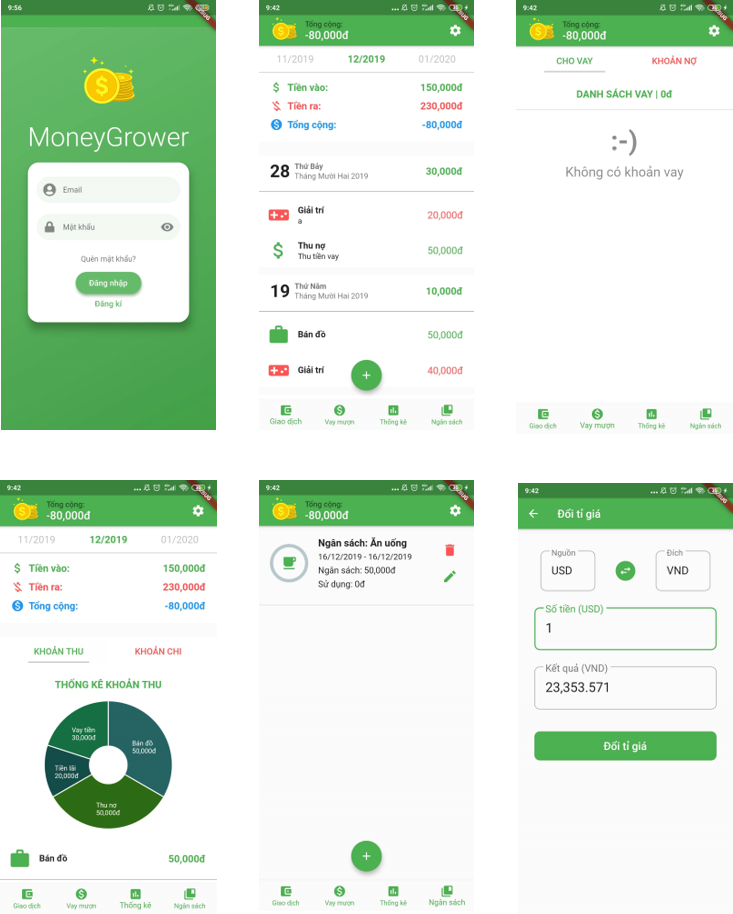 9:56
MoneyGrower
Email
Mật khẩu
Quên mật khẩu?
Đăng nhập
Đăng kí
9:42
Tổng cộng:
-80,000đ
11/2019 12/2019 01/2020
Tiền vào: 150,000đ
Tiền ra: 230,000đ
Tổng cộng: -80,000đ
28 Thứ Bảy 30,000đ
Tháng Mười Hai 2019
Giải trí 20,000đ
a
Thu nợ 50,000đ
Thu tiền vay
19 Thứ Năm 10,000đ
Tháng Mười Hai 2019
Bán đồ 50,000đ
Giải trí 40,000đ
+
Giao dịch Vay mượn Thống kê Ngân sách
9:42
Tổng cộng:
-80,000đ
CHO VAY KHOẢN NỢ
DANH SÁCH VAY | 0đ
:-)
Không có khoản vay
Giao dịch Vay mượn Thống kê Ngân sách
9:42
Tổng cộng:
-80,000đ
11/2019 12/2019 01/2020
Tiền vào: 150,000đ
Tiền ra: 230,000đ
Tổng cộng: -80,000đ
KHOẢN THU KHOẢN CHI
THỐNG KÊ KHOẢN THU
Vay tiền
30,000đ
Bán đồ
50,000đ
Tiền lãi
20,000đ
Thu nợ
50,000đ
Bán đồ 50,000đ
Giao dịch Vay mượn Thống kê Ngân sách
9:42
Tổng cộng:
-80,000đ
Ngân sách: Ăn uống
16/12/2019 - 16/12/2019
Ngân sách: 50,000đ
Sử dụng: 0đ
+
Giao dịch Vay mượn Thống kê Ngân sách
9:42
Đổi tỉ giá
Nguồn Đích
USD VND
Số tiền (USD)
1
Kết quả (VND)
23,353.571
Đổi tỉ giá